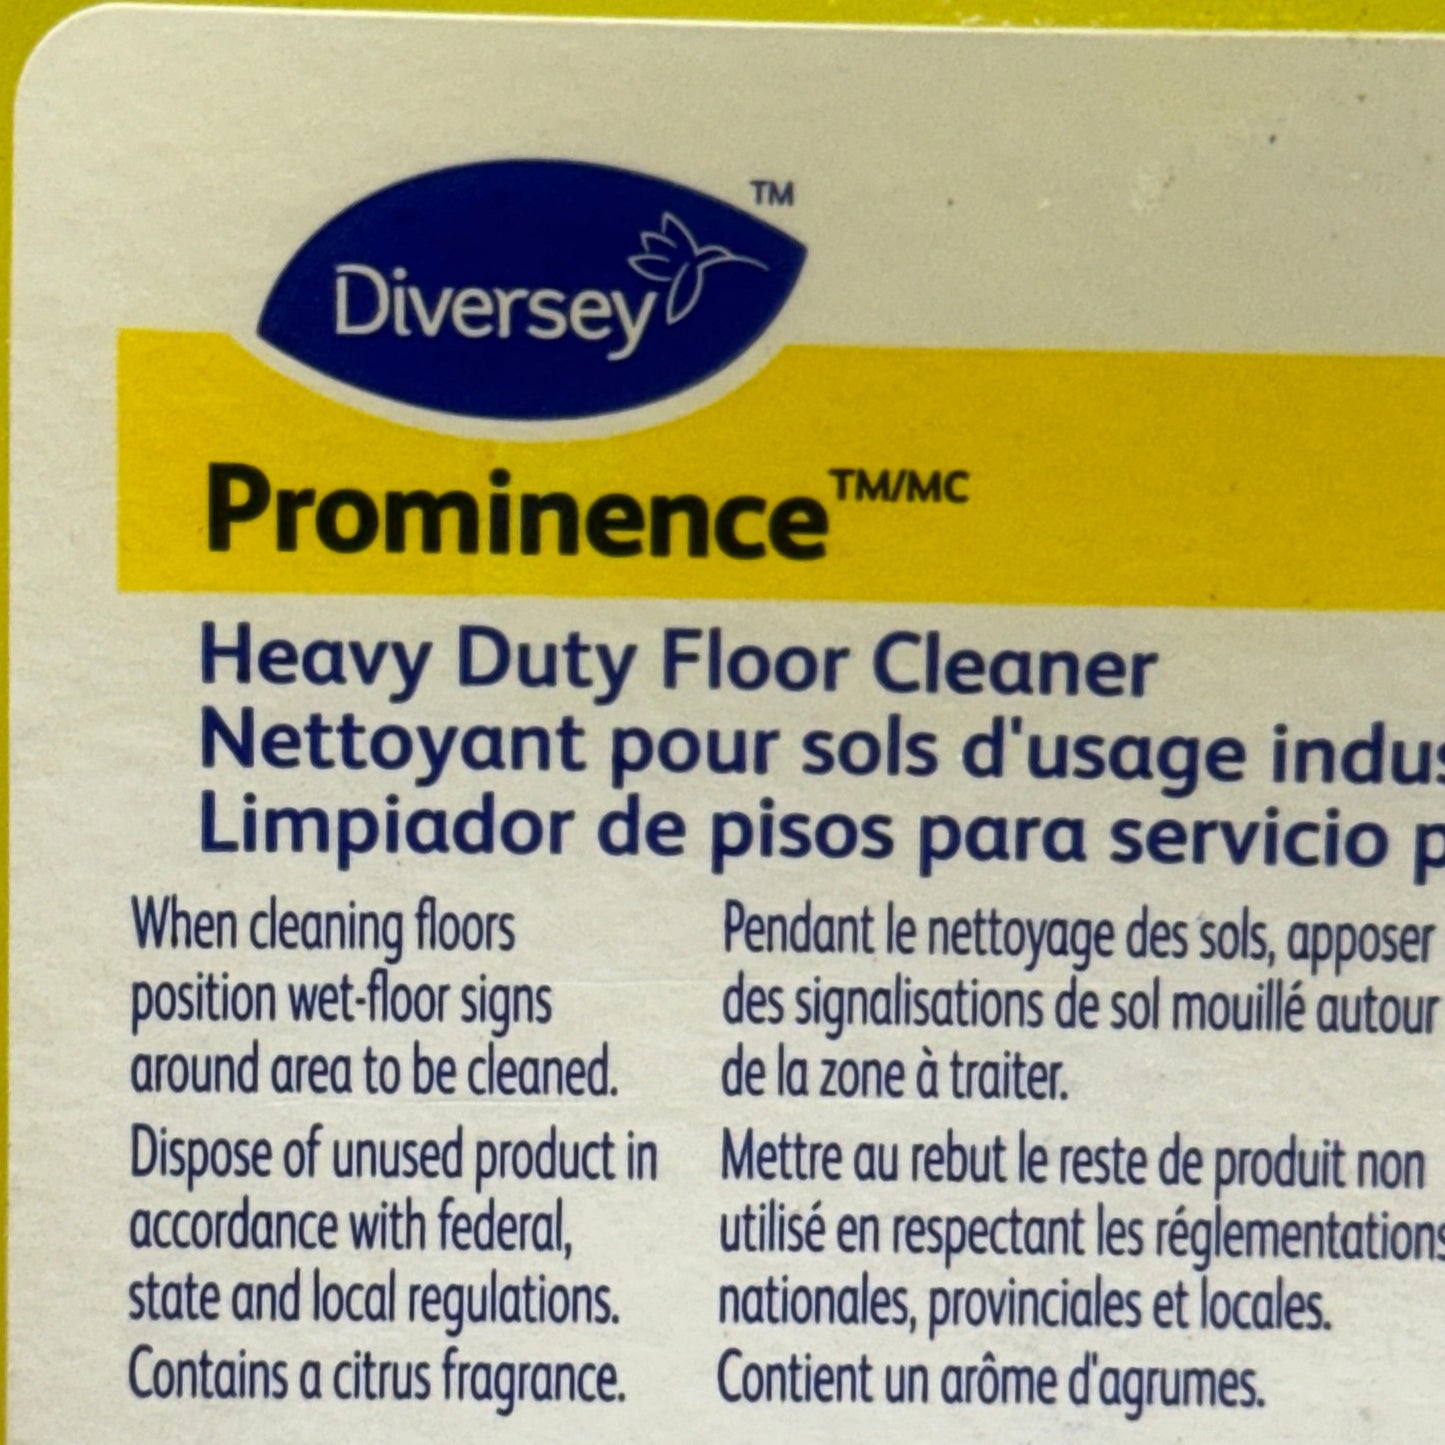 Diversey™
Prominence™/MC
Heavy Duty Floor Cleaner
Nettoyant pour sols d'usage
Limpiador de pisos para servicio
When cleaning floors
position wet-floor signs
around area to be cleaned.
Dispose of unused product in
accordance with federal,
state and local regulations.
Contains a citrus fragrance.
Pendant le nettoyage des sols, apposer
des signalisations de sol mouillé autour
de la zone à traiter.
Mettre au rebut le reste de produit non
utilisé en respectant les réglementations
nationales, provinciales et locales.
Contient un arôme d'agrumes.